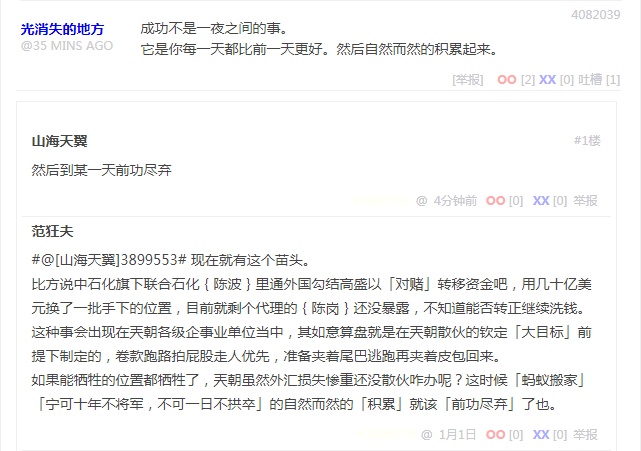 4082039
光消失的地方
@35 MINS AGO
成功不是一夜之间的事。
它是你每一天都比前一天更好。然后自然而然的积累起来。
[举报] OO [2] XX [0] 吐槽 [1]
山海天翼
#1楼
然后到某一天前功尽弃
@ 4分钟前 OO [0] XX [0] 举报
范狂夫
#@[山海天翼]3899553# 现在就有这个苗头。
比方说中石化旗下联合石化｛陈波｝里通外国勾结高盛以「对赌」转移资金吧，用几十亿美
元换了一批手下的位置，目前就剩个代理的｛陈岗｝还没暴露，不知道能否转正继续洗钱。
这种事会出现在天朝各级企事业单位当中，其如意算盘就是在天朝散伙的钦定「大目标」前
提下制定的，卷款跑路拍屁股走人优先，准备夹着尾巴逃跑再夹着皮包回来。
如果能牺牲的位置都牺牲了，天朝虽然外汇损失惨重还没散伙咋办呢？这时候「蚂蚁搬家」
「宁可十年不将军，不可一日不拱卒」的自然而然的「积累」就该「前功尽弃」了也。
@ 1月1日 OO [0] XX [0] 举报